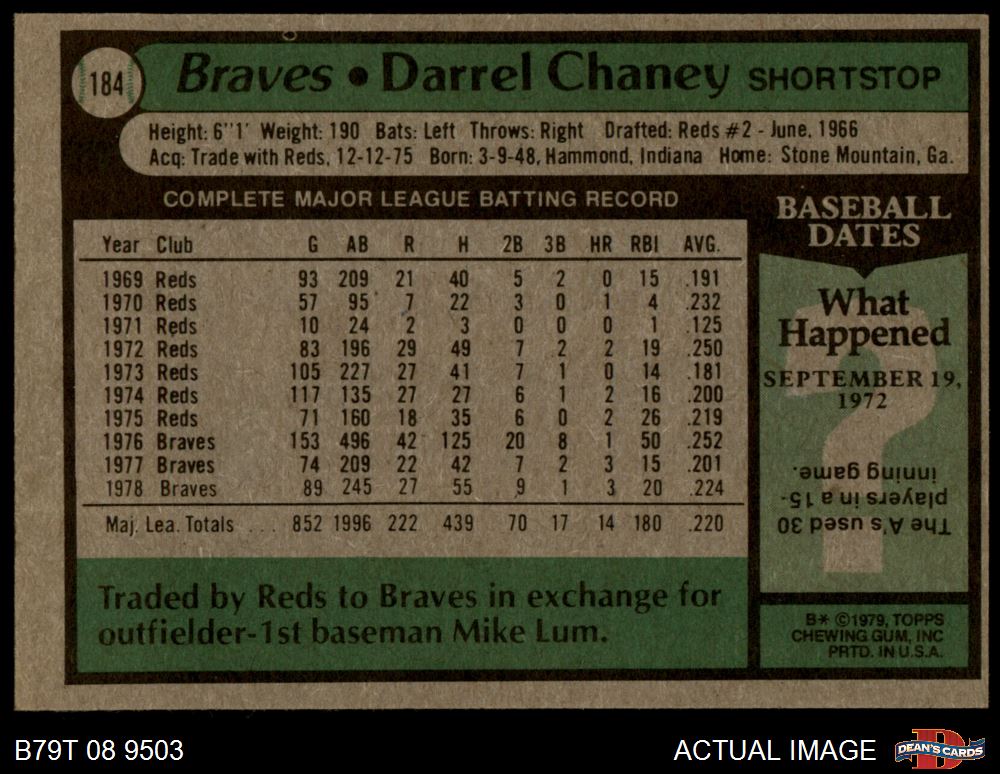 184 Braves • Darrel Chaney SHORTSTOP
Height: 6"1' Weight: 190 Bats: Left Throws: Right Drafted: Reds #2 - June, 1966
Acq: Trade with Reds, 12-12-75 Born: 3-9-48, Hammond, Indiana Home: Stone Mountain, Ga.
COMPLETE MAJOR LEAGUE BATTING RECORD
Year Club G AB R H 2B 3B HR RBI AVG.
1969 Reds 93 209 21 40 5 2 0 15 .191
1970 Reds 57 95 7 22 3 0 1 4 .232
1971 Reds 10 24 2 3 0 0 0 1 .125
1972 Reds 83 196 29 49 7 2 2 19 .250
1973 Reds 105 227 27 41 7 1 0 14 .181
1974 Reds 117 135 27 27 6 1 2 16 .200
1975 Reds 71 160 18 35 6 0 2 26 .219
1976 Braves 153 496 42 125 20 8 1 50 .252
1977 Braves 74 209 22 42 7 2 3 15 .201
1978 Braves 89 245 27 55 9 1 3 20 .224
Maj. Lea. Totals ... 852 1996 222 439 70 17 14 180 .220
Traded by Reds to Braves in exchange for
outfielder-1st baseman Mike Lum.
BASEBALL
DATES
What
Happened
SEPTEMBER 19,
1972
The A's used 30
players in a 15-
inning game.
B* ©1979, TOPPS
CHEWING GUM, INC
PRTD. IN U.S.A.
B79T 08 9503
ACTUAL IMAGE
DEAN'S CARDS